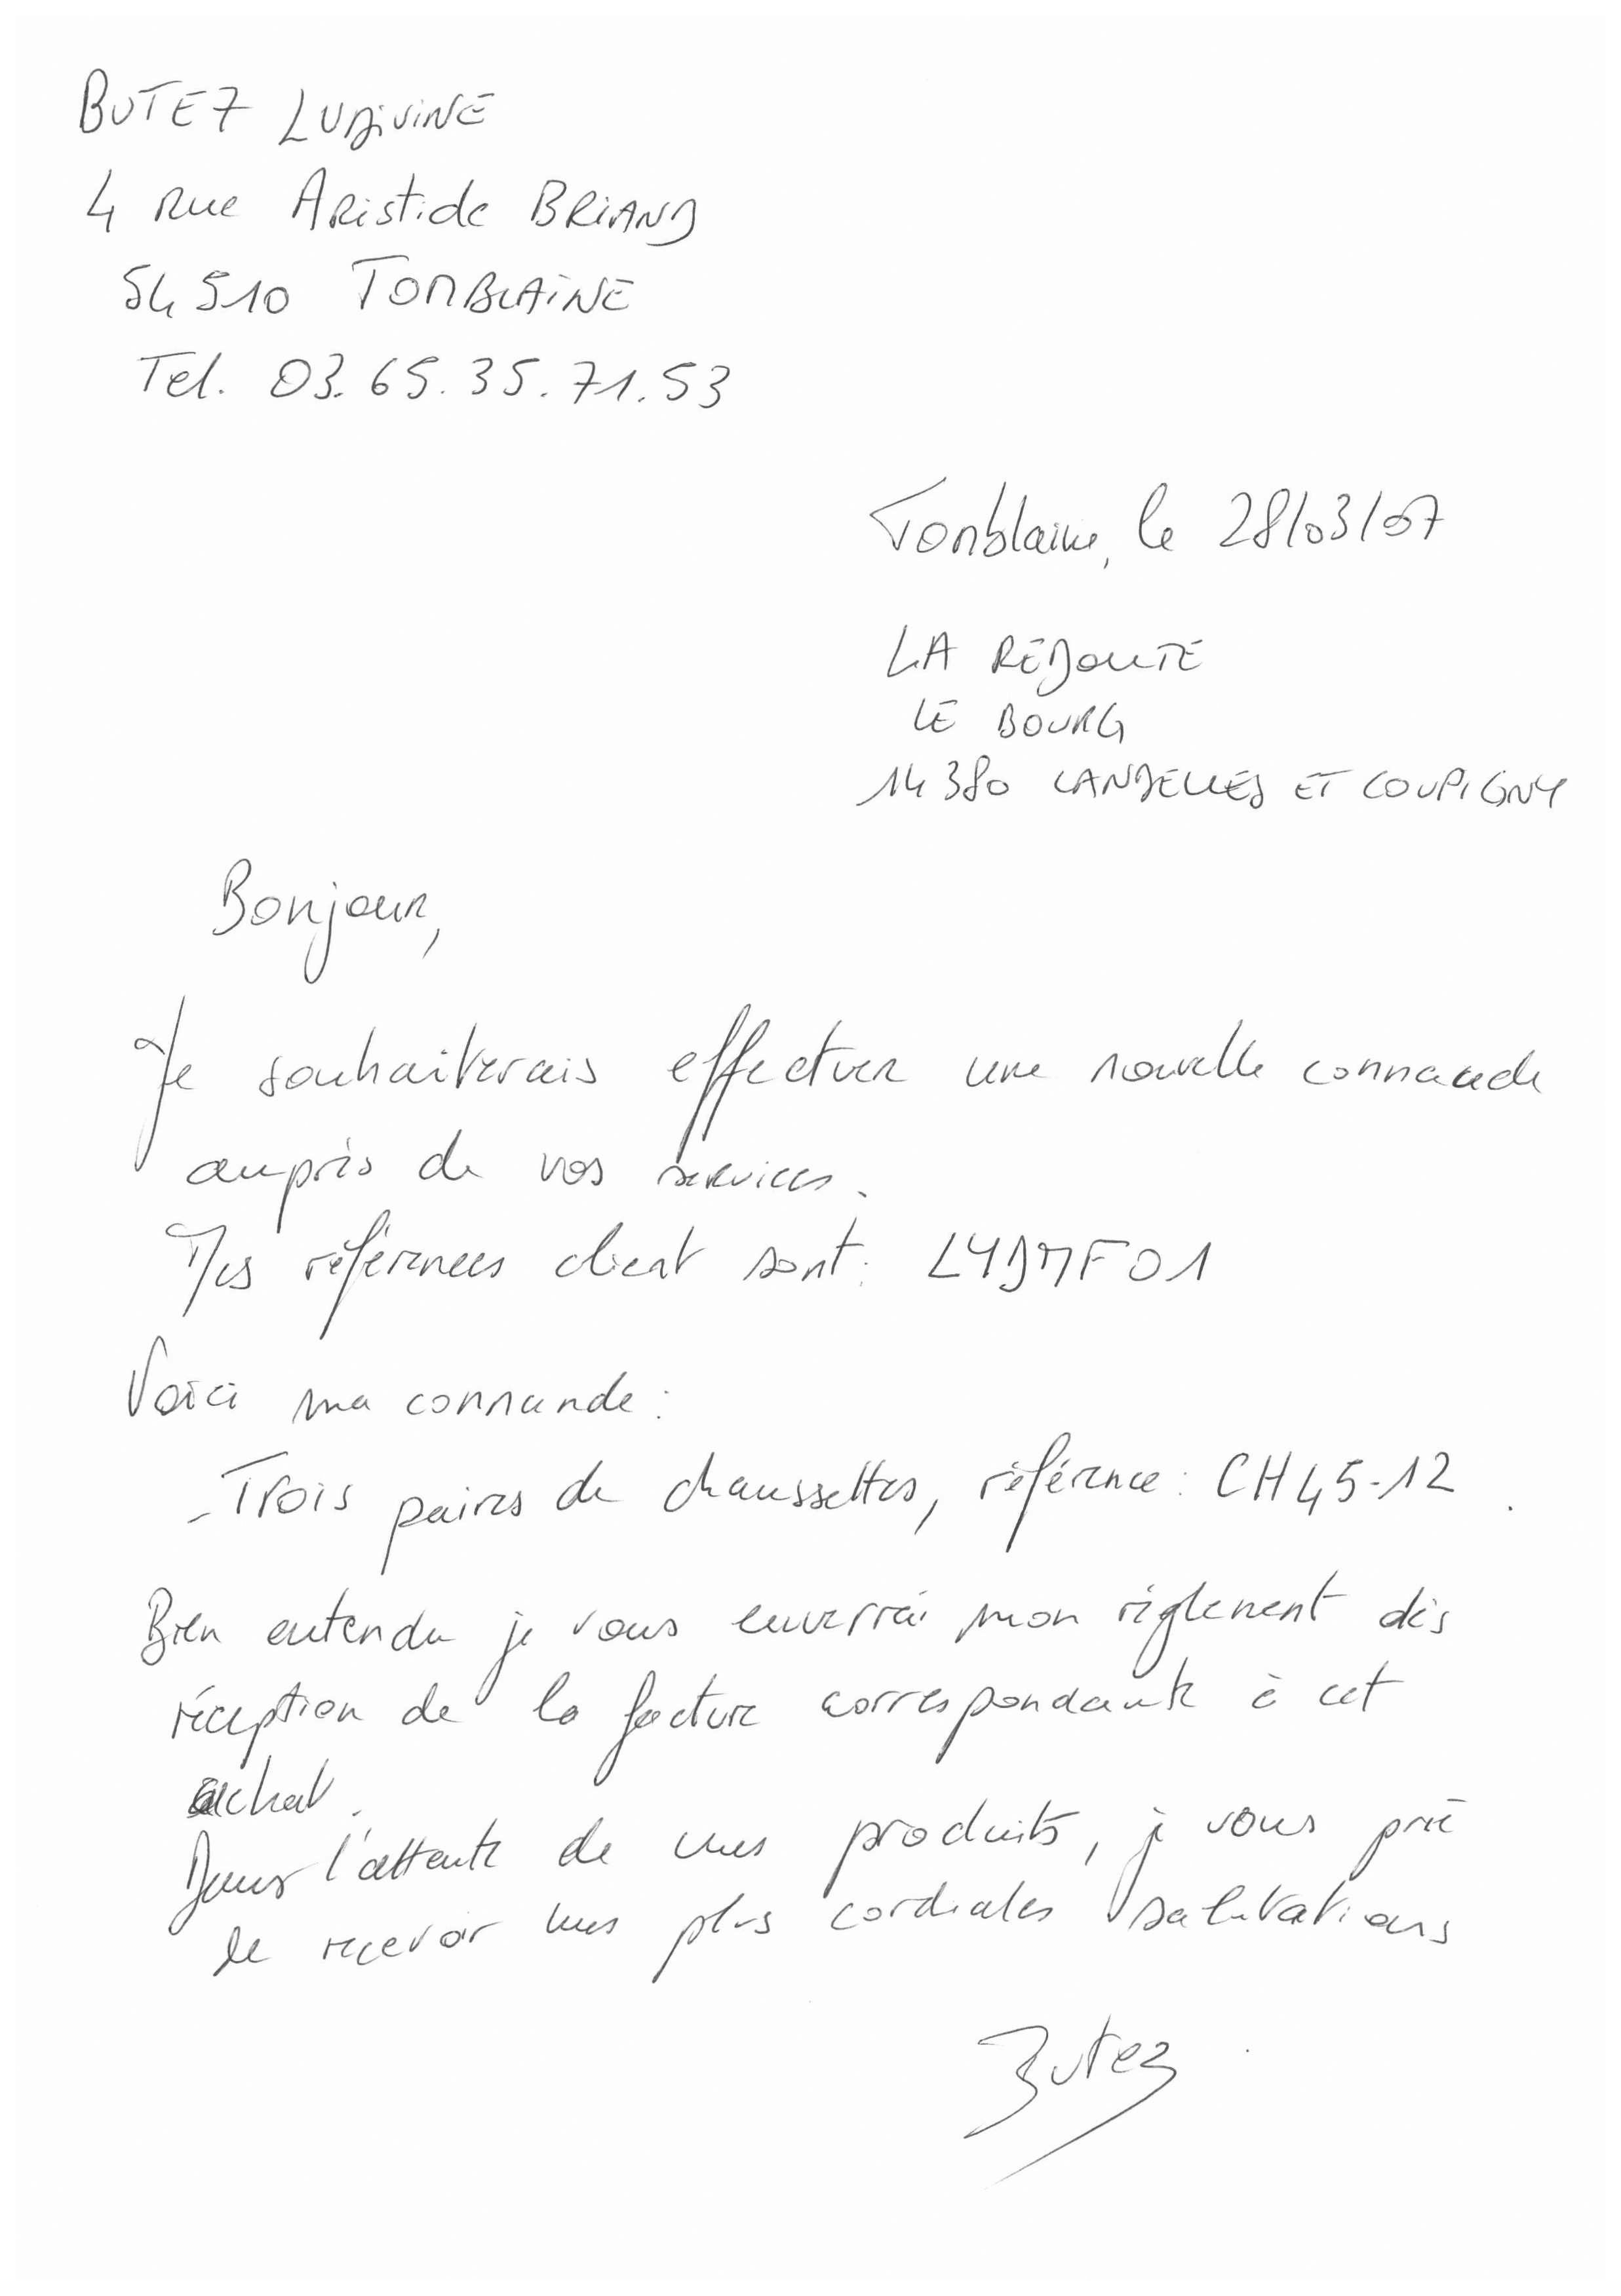 BUTEZ LUDIVINE
4 Rue Aristide BRIAND
54 510 TOMBLAINE
Tel. 03.65.35.71.53
Tomblaine, le 28/03/07
LA REDOUTE
LE BOURG
14 380 LANDELLES ET COUPIGNY
Bonjour,
Je souhaiterais effectuer une nouvelle commande
auprès de vos services.
Mes références client sont: LYDMF01
Voici ma commande:
- Trois paires de chaussettes, référence: CH45-12.
Bien entendu je vous enverrai mon règlement dès
réception de la facture correspondante à cet
achat.
Dans l'attente de mes produits, je vous prie
de recevoir mes plus cordiales salutations
Butez